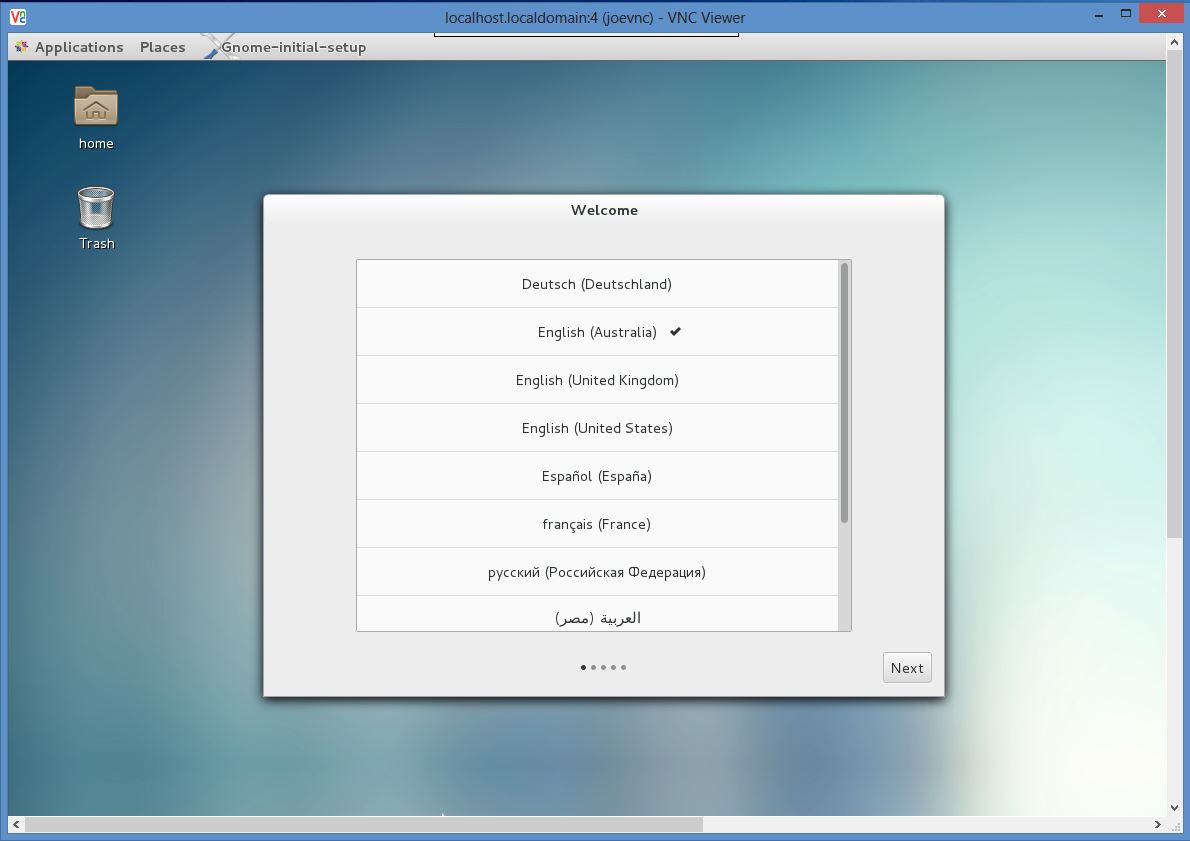 localhost.localdomain:4 (joevnc) - VNC Viewer
Applications Places Gnome-initial-setup
home
Trash
Welcome
Deutsch (Deutschland)
English (Australia)
English (United Kingdom)
English (United States)
Español (España)
français (France)
русский (Российская Федерация)
العربية (مصر)
Next